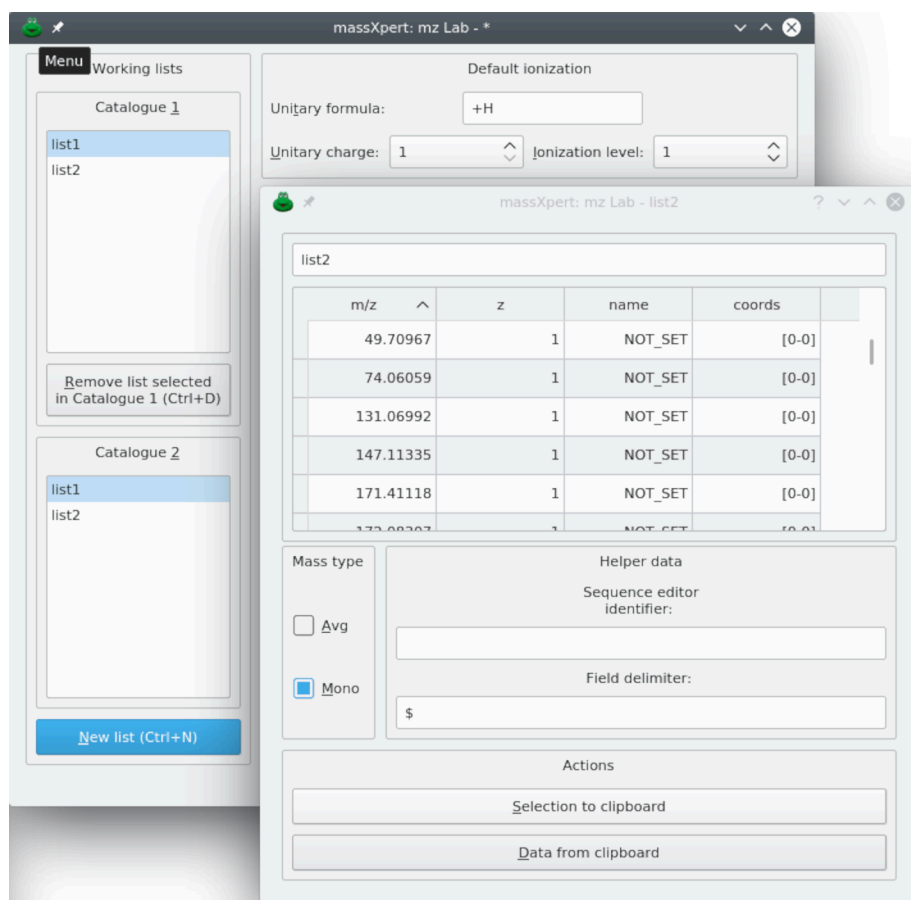 massXpert: mz Lab - *
Menu
Working lists
Catalogue 1
list1
list2
Remove list selected
in Catalogue 1 (Ctrl+D)
Catalogue 2
list1
list2
New list (Ctrl+N)
Default ionization
Unitary formula:
+H
Unitary charge: 1 Ionization level: 1
massXpert: mz Lab - list2
?
list2
m/z z name coords
49.70967 1 NOT_SET [0-0]
74.06059 1 NOT_SET [0-0]
131.06992 1 NOT_SET [0-0]
147.11335 1 NOT_SET [0-0]
171.41118 1 NOT_SET [0-0]
1 NOT_SET [0-0]
Mass type
Avg
Mono
Helper data
Sequence editor
identifier:
Field delimiter:
$
Actions
Selection to clipboard
Data from clipboard